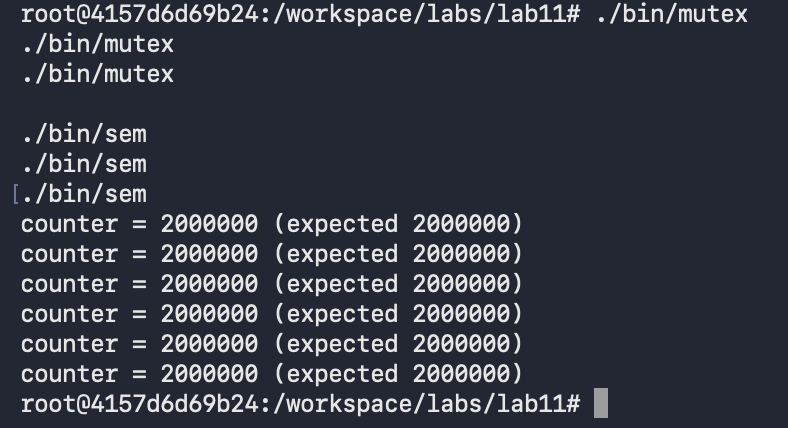 root@4157d6d69b24:/workspace/labs/lab11# ./bin/mutex
./bin/mutex
./bin/mutex
./bin/sem
./bin/sem
[./bin/sem
counter = 2000000 (expected 2000000)
counter = 2000000 (expected 2000000)
counter = 2000000 (expected 2000000)
counter = 2000000 (expected 2000000)
counter = 2000000 (expected 2000000)
counter = 2000000 (expected 2000000)
root@4157d6d69b24:/workspace/labs/lab11#